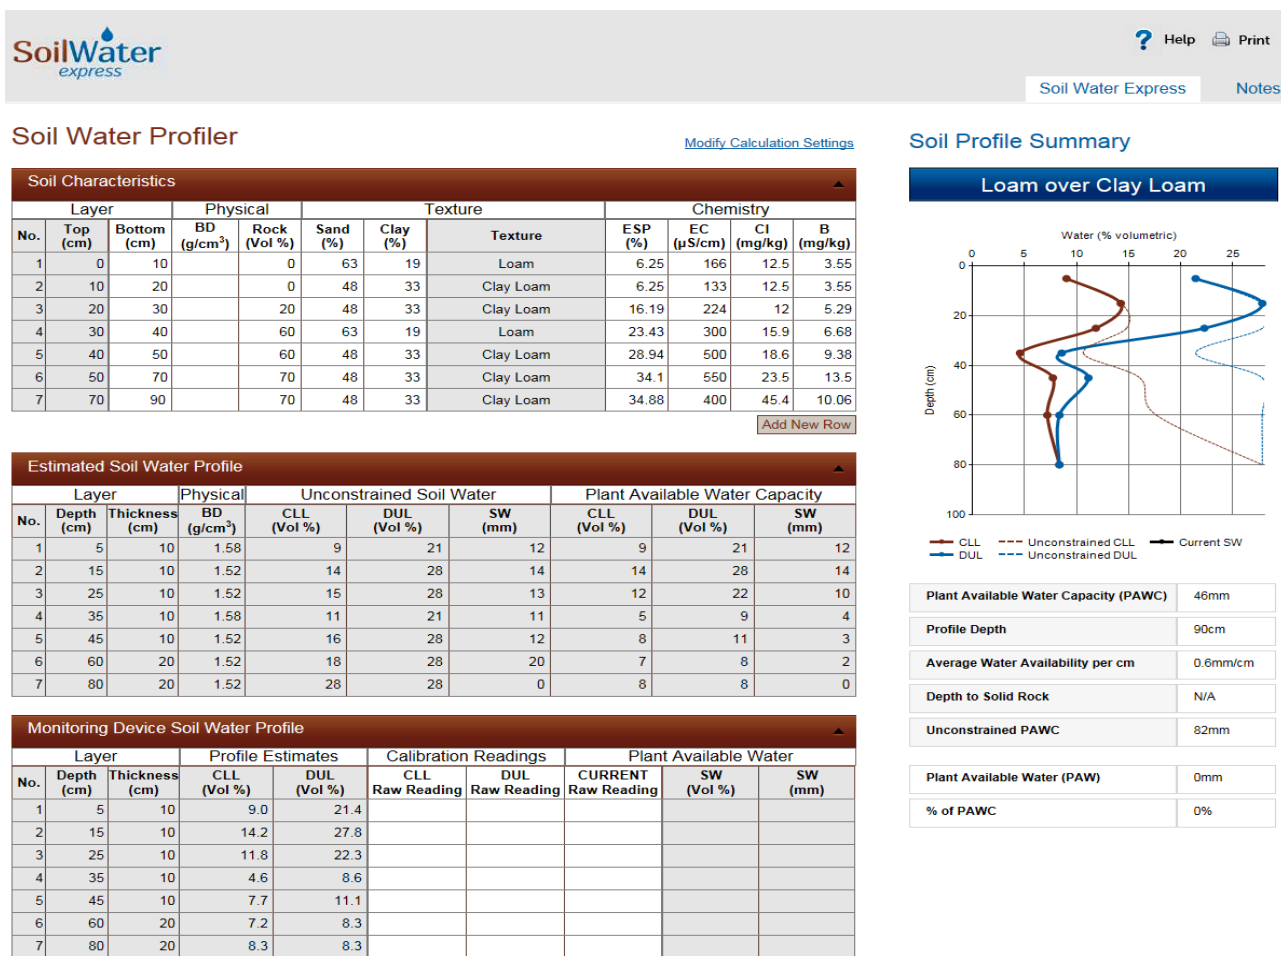 SoilWater
express
Help Print
Soil Water Express Notes
Soil Water Profiler
Modify Calculation Settings
Soil Characteristics
Layer Physical Texture Chemistry
No. Top (cm) Bottom (cm) BD (g/cm³) Rock (Vol %) Sand (%) Clay (%) Texture ESP (%) EC (µS/cm) Cl (mg/kg) B (mg/kg)
1 0 10 0 63 19 Loam 6.25 166 12.5 3.55
2 10 20 0 48 33 Clay Loam 6.25 133 12.5 3.55
3 20 30 20 48 33 Clay Loam 16.19 224 12 5.29
4 30 40 60 63 19 Loam 23.43 300 15.9 6.68
5 40 50 60 48 33 Clay Loam 28.94 500 18.6 9.38
6 50 70 70 48 33 Clay Loam 34.1 550 23.5 13.5
7 70 90 70 48 33 Clay Loam 34.88 400 45.4 10.06
Add New Row
Estimated Soil Water Profile
Layer Physical Unconstrained Soil Water Plant Available Water Capacity
No. Depth (cm) Thickness (cm) BD (g/cm³) CLL (Vol %) DUL (Vol %) SW (mm) CLL (Vol %) DUL (Vol %) SW (mm)
1 5 10 1.58 9 21 12 9 21 12
2 15 10 1.52 14 28 14 14 28 14
3 25 10 1.52 15 28 13 12 22 10
4 35 10 1.58 11 21 11 5 9 4
5 45 10 1.52 16 28 12 8 11 3
6 60 20 1.52 18 28 20 7 8 2
7 80 20 1.52 28 28 0 8 8 0
Monitoring Device Soil Water Profile
Layer Profile Estimates Calibration Readings Plant Available Water
No. Depth (cm) Thickness (cm) CLL (Vol %) DUL (Vol %) CLL Raw Reading DUL Raw Reading CURRENT Raw Reading SW (Vol %) SW (mm)
1 5 10 9.0 21.4
2 15 10 14.2 27.8
3 25 10 11.8 22.3
4 35 10 4.6 8.6
5 45 10 7.7 11.1
6 60 20 7.2 8.3
7 80 20 8.3 8.3
Soil Profile Summary
Loam over Clay Loam
Water (% volumetric)
0 5 10 15 20 25
0
20
40
60
80
100
Depth (cm)
CLL Unconstrained CLL Current SW
DUL Unconstrained DUL
Plant Available Water Capacity (PAWC) 46mm
Profile Depth 90cm
Average Water Availability per cm 0.6mm/cm
Depth to Solid Rock N/A
Unconstrained PAWC 82mm
Plant Available Water (PAW) 0mm
% of PAWC 0%